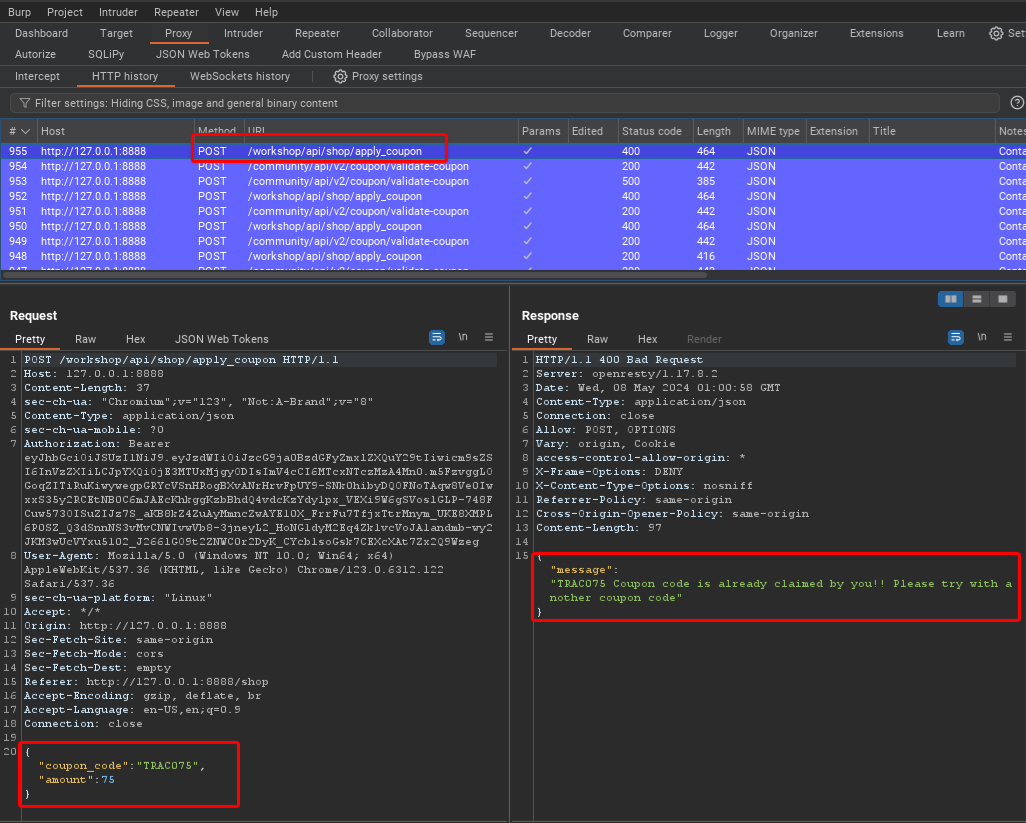 Burp Project Intruder Repeater View Help
Dashboard Target Proxy Intruder Repeater Collaborator Sequencer Decoder Comparer Logger Organizer Extensions Learn Set
Autorize SQLiPy JSON Web Tokens Add Custom Header Bypass WAF
Intercept HTTP history WebSockets history Proxy settings
Filter settings: Hiding CSS, image and general binary content
# Host Method URL Params Edited Status code Length MIME type Extension Title Notes
955 http://127.0.0.1:8888 POST /workshop/api/shop/apply_coupon ✓ 400 464 JSON Conta
954 http://127.0.0.1:8888 POST /community/api/v2/coupon/validate-coupon ✓ 200 442 JSON Conta
953 http://127.0.0.1:8888 POST /community/api/v2/coupon/validate-coupon ✓ 500 385 JSON Conta
952 http://127.0.0.1:8888 POST /workshop/api/shop/apply_coupon ✓ 400 464 JSON Conta
951 http://127.0.0.1:8888 POST /community/api/v2/coupon/validate-coupon ✓ 200 442 JSON Conta
950 http://127.0.0.1:8888 POST /workshop/api/shop/apply_coupon ✓ 400 464 JSON Conta
949 http://127.0.0.1:8888 POST /community/api/v2/coupon/validate-coupon ✓ 200 442 JSON Conta
948 http://127.0.0.1:8888 POST /workshop/api/shop/apply_coupon ✓ 200 416 JSON Conta
Request
Pretty Raw Hex JSON Web Tokens \n
1 POST /workshop/api/shop/apply_coupon HTTP/1.1
2 Host: 127.0.0.1:8888
3 Content-Length: 37
4 sec-ch-ua: "Chromium";v="123", "Not:A-Brand";v="8"
5 Content-Type: application/json
6 sec-ch-ua-mobile: ?0
7 Authorization: Bearer
8 User-Agent: Mozilla/5.0 (Windows NT 10.0; Win64; x64)
AppleWebKit/537.36 (KHTML, like Gecko) Chrome/123.0.6312.122
Safari/537.36
9 sec-ch-ua-platform: "Linux"
10 Accept: */*
11 Origin: http://127.0.0.1:8888
12 Sec-Fetch-Site: same-origin
13 Sec-Fetch-Mode: cors
14 Sec-Fetch-Dest: empty
15 Referer: http://127.0.0.1:8888/shop
16 Accept-Encoding: gzip, deflate, br
17 Accept-Language: en-US,en;q=0.9
18 Connection: close
19
20 {
"coupon_code":"TRAC075",
"amount":75
}
Response
Pretty Raw Hex Render \n
1 HTTP/1.1 400 Bad Request
2 Server: openresty/1.17.8.2
3 Date: Wed, 08 May 2024 01:00:58 GMT
4 Content-Type: application/json
5 Connection: close
6 Allow: POST, OPTIONS
7 Vary: origin, Cookie
8 access-control-allow-origin: *
9 X-Frame-Options: DENY
10 X-Content-Type-Options: nosniff
11 Referrer-Policy: same-origin
12 Cross-Origin-Opener-Policy: same-origin
13 Content-Length: 97
14
15 {
"message":
"TRAC075 Coupon code is already claimed by you!! Please try with a
nother coupon code"
}